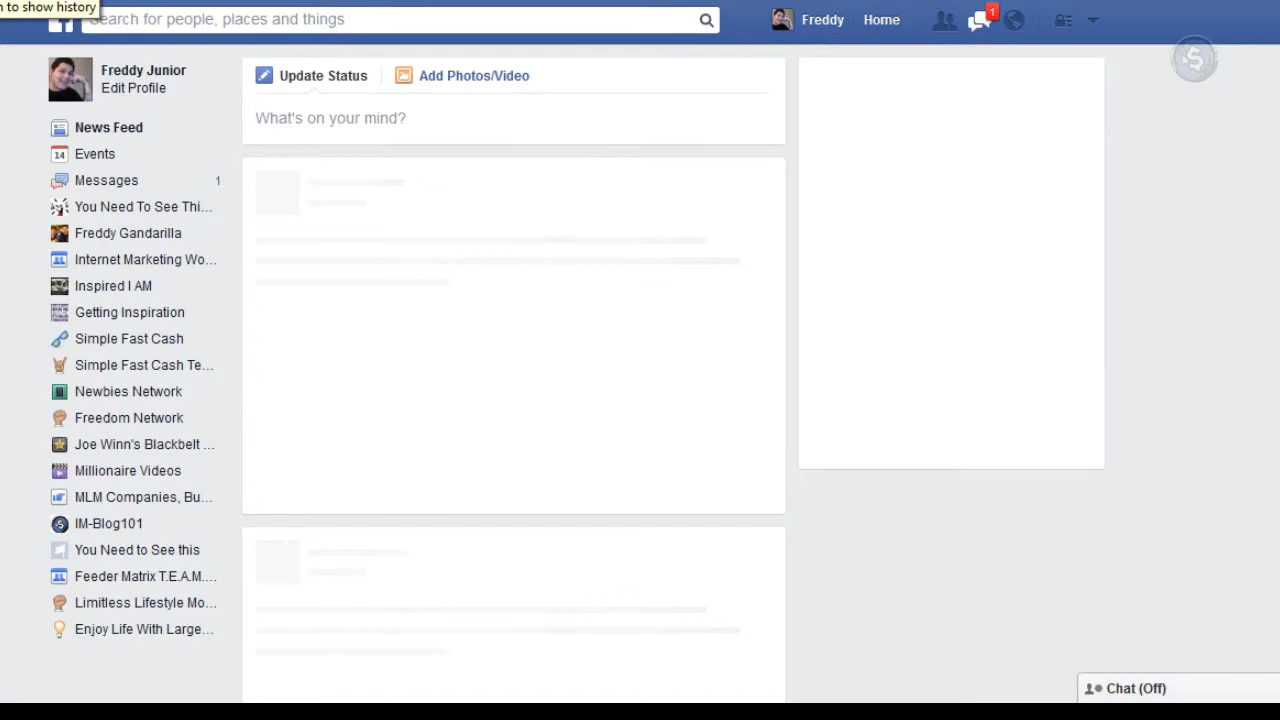 n to show history
Search for people, places and things
Freddy
Home
1
Freddy Junior
Edit Profile
Update Status
Add Photos/Video
What's on your mind?
News Feed
14
Events
Messages
1
You Need To See Thi...
Freddy Gandarilla
Internet Marketing Wo...
Inspired I AM
Getting Inspiration
Simple Fast Cash
Simple Fast Cash Te...
Newbies Network
Freedom Network
Joe Winn's Blackbelt ...
Millionaire Videos
MLM Companies, Bu...
IM-Blog101
You Need to See this
Feeder Matrix T.E.A.M....
Limitless Lifestyle Mo...
Enjoy Life With Large...
Chat (Off)